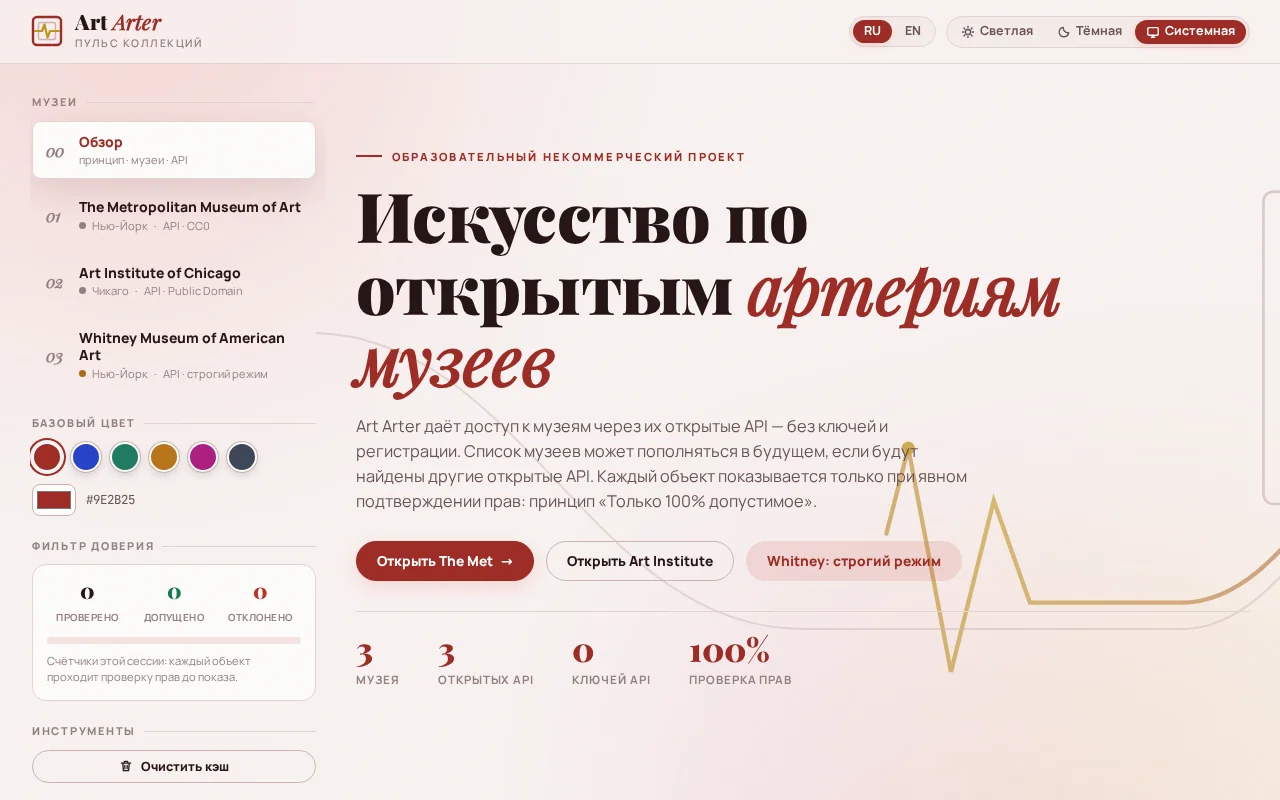 Art Arter
ПУЛЬС КОЛЛЕКЦИЙ
RU EN
Светлая Тёмная Системная
МУЗЕИ
00
Обзор
принцип · музеи · API
01
The Metropolitan Museum of Art
Нью-Йорк · API · CC0
02
Art Institute of Chicago
Чикаго · API · Public Domain
03
Whitney Museum of American
Art
Нью-Йорк · API · строгий режим
БАЗОВЫЙ ЦВЕТ
#9E2B25
ФИЛЬТР ДОВЕРИЯ
0 0 0
ПРОВЕРЕНО ДОПУЩЕНО ОТКЛОНЕНО
Счётчики этой сессии: каждый объект
проходит проверку прав до показа.
ИНСТРУМЕНТЫ
Очистить кэш
ОБРАЗОВАТЕЛЬНЫЙ НЕКОММЕРЧЕСКИЙ ПРОЕКТ
Искусство по
открытым артериям
музеев
Art Arter даёт доступ к музеям через их открытые API — без ключей и
регистрации. Список музеев может пополняться в будущем, если будут
найдены другие открытые API. Каждый объект показывается только при явном
подтверждении прав: принцип «Только 100% допустимое».
Открыть The Met → Открыть Art Institute Whitney: строгий режим
3 3 0 100%
МУЗЕЯ ОТКРЫТЫХ API КЛЮЧЕЙ API ПРОВЕРКА ПРАВ